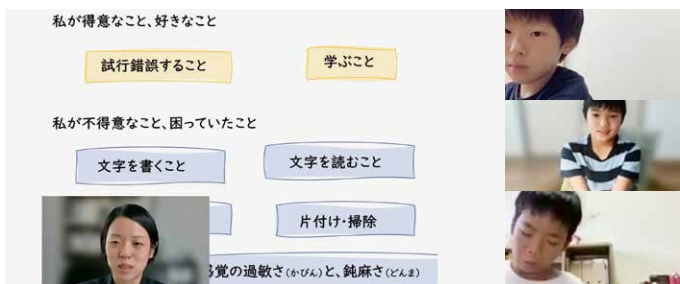 私が得意なこと、好きなこと
試行錯誤すること
学ぶこと
私が不得意なこと、困っていたこと
文字を書くこと
文字を読むこと
片付け・掃除
覚の過敏さ(かびん)と、鈍麻さ(どんま)